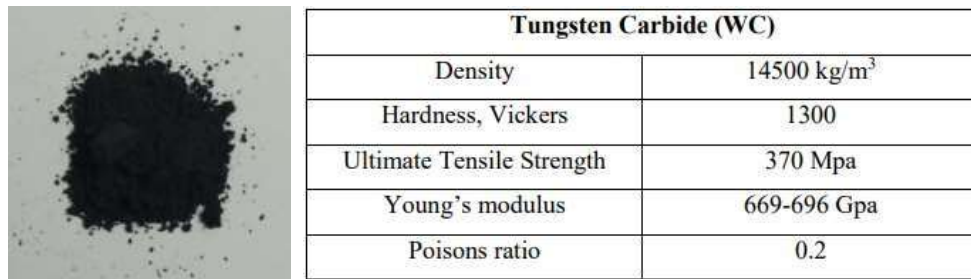 Tungsten Carbide (WC)
Density 14500 kg/m³
Hardness, Vickers 1300
Ultimate Tensile Strength 370 Mpa
Young's modulus 669-696 Gpa
Poisons ratio 0.2